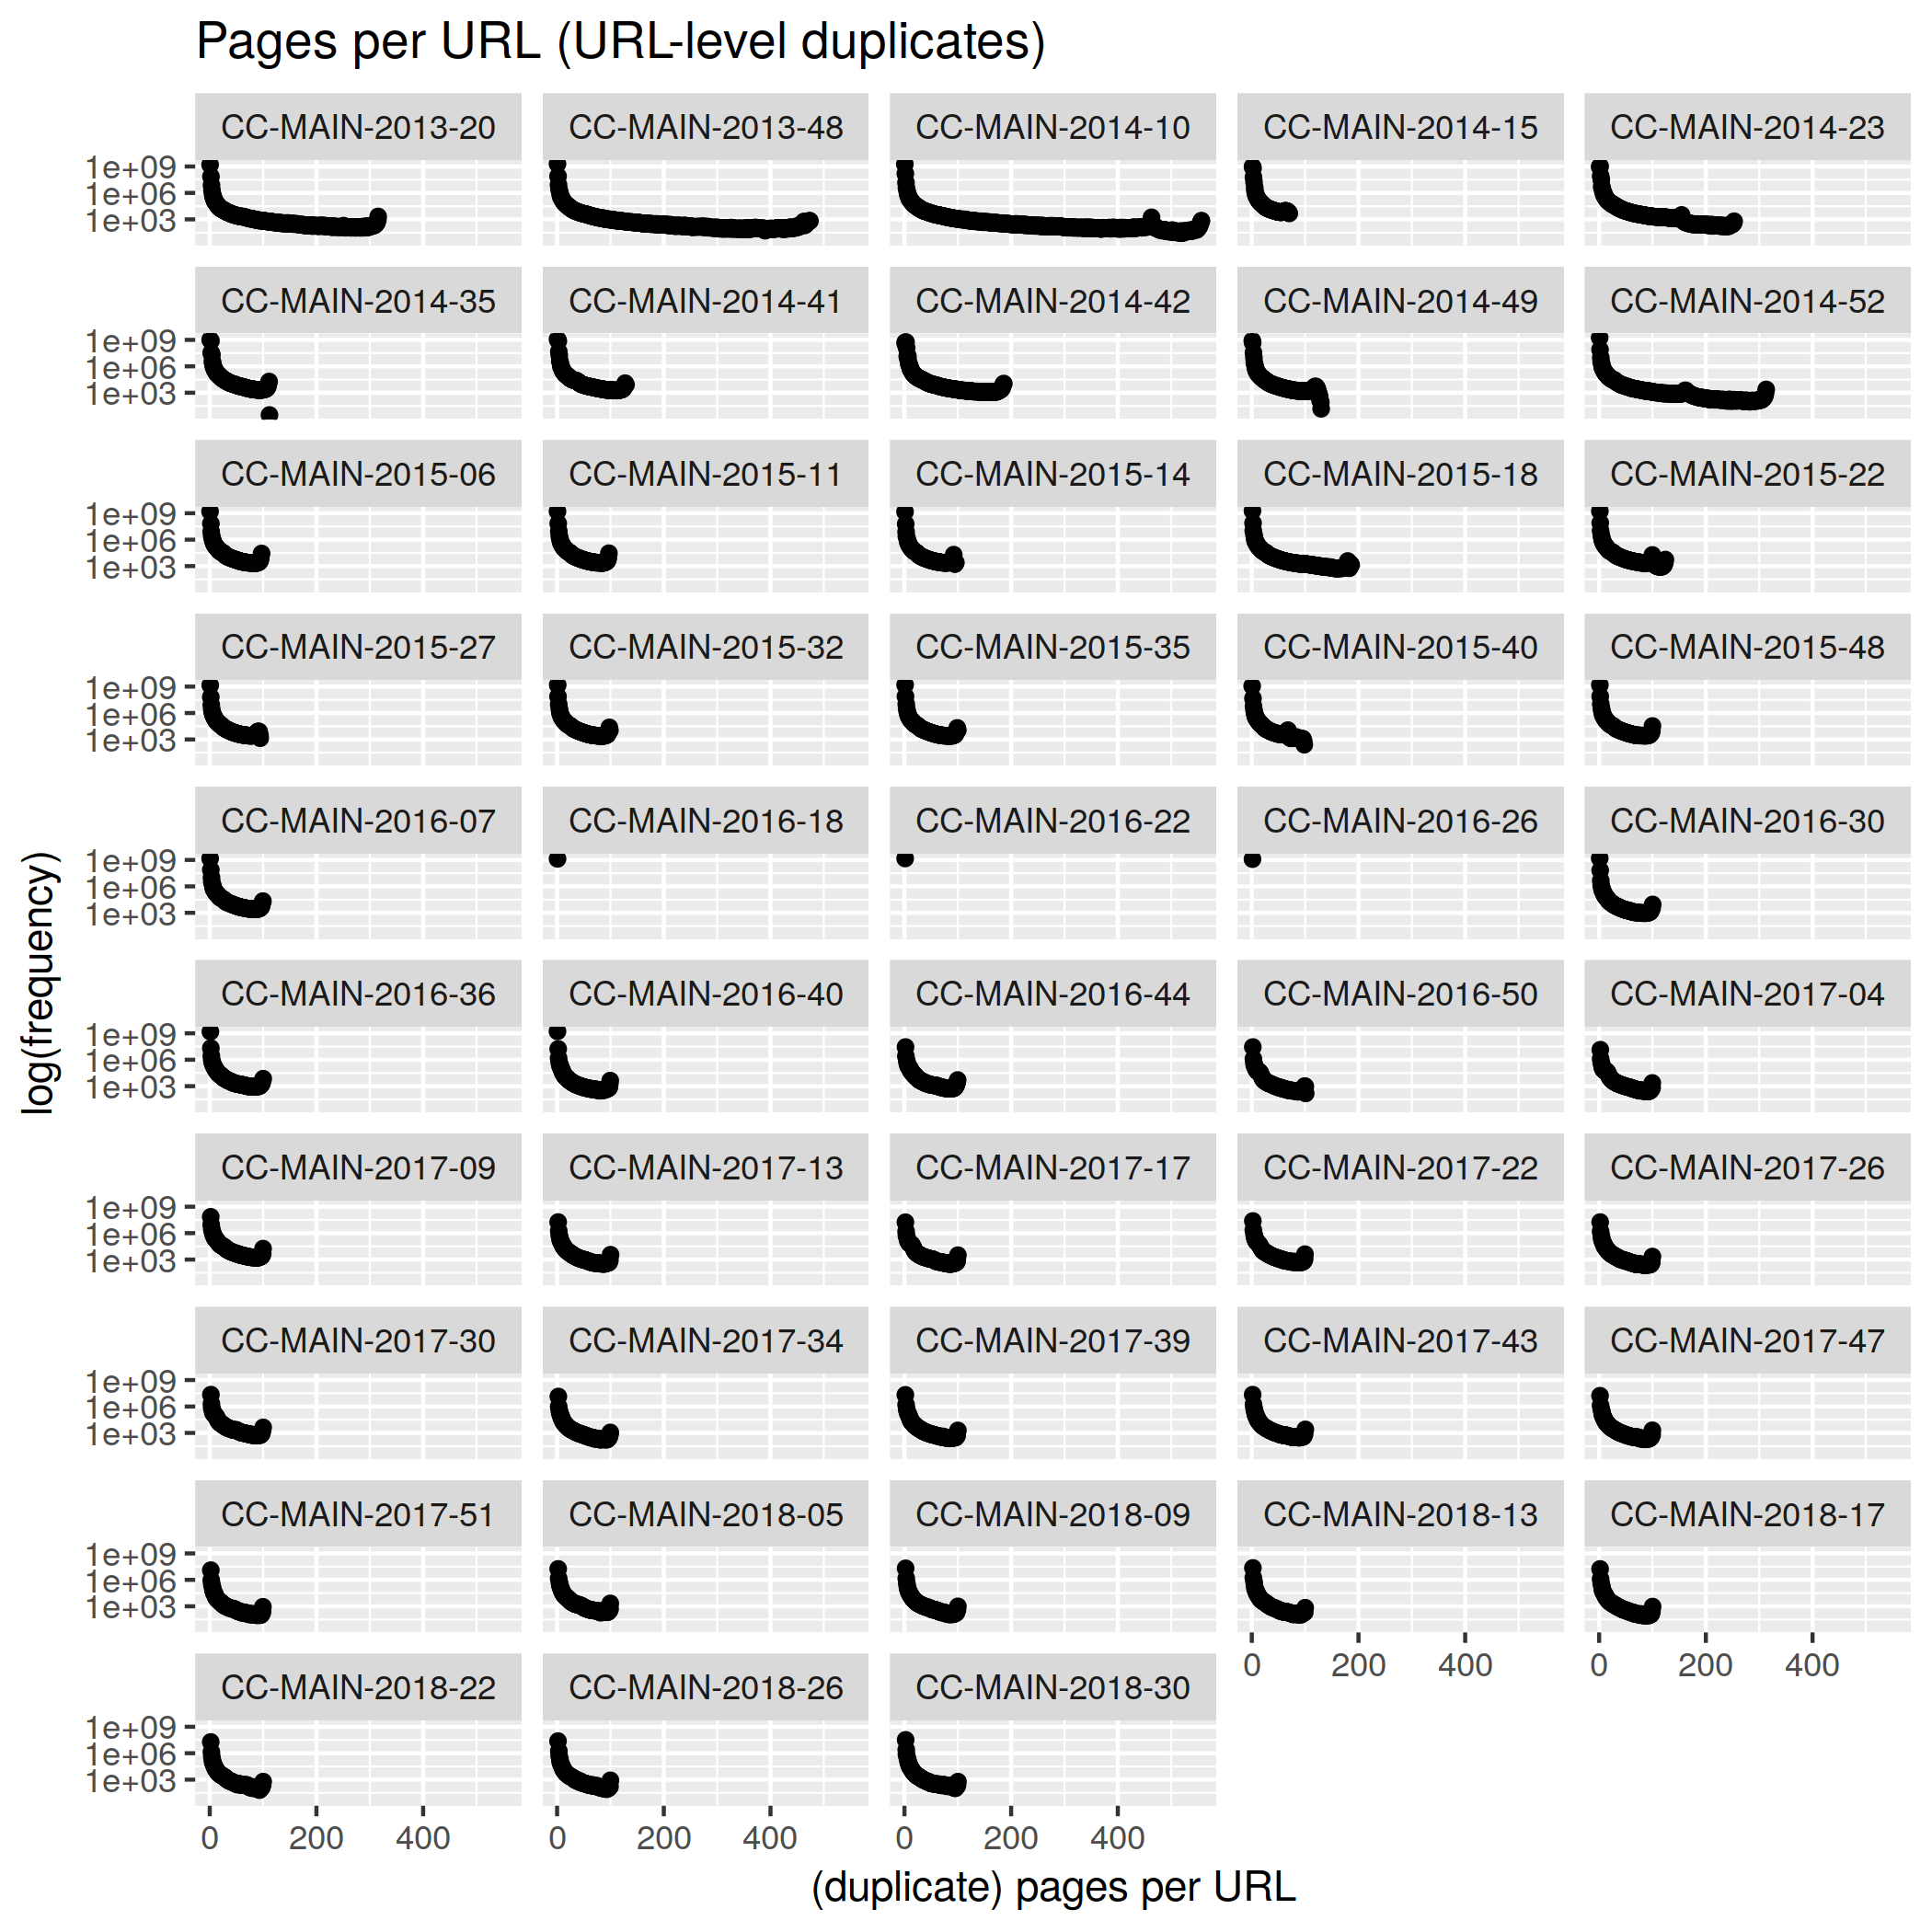 Pages per URL (URL-level duplicates)
CC-MAIN-2013-20 CC-MAIN-2013-48 CC-MAIN-2014-10 CC-MAIN-2014-15 CC-MAIN-2014-23
1e+09
1e+06
1e+03
CC-MAIN-2014-35 CC-MAIN-2014-41 CC-MAIN-2014-42 CC-MAIN-2014-49 CC-MAIN-2014-52
1e+09
1e+06
1e+03
CC-MAIN-2015-06 CC-MAIN-2015-11 CC-MAIN-2015-14 CC-MAIN-2015-18 CC-MAIN-2015-22
1e+09
1e+06
1e+03
CC-MAIN-2015-27 CC-MAIN-2015-32 CC-MAIN-2015-35 CC-MAIN-2015-40 CC-MAIN-2015-48
1e+09
1e+06
1e+03
CC-MAIN-2016-07 CC-MAIN-2016-18 CC-MAIN-2016-22 CC-MAIN-2016-26 CC-MAIN-2016-30
1e+09
1e+06
1e+03
log(frequency)
CC-MAIN-2016-36 CC-MAIN-2016-40 CC-MAIN-2016-44 CC-MAIN-2016-50 CC-MAIN-2017-04
1e+09
1e+06
1e+03
CC-MAIN-2017-09 CC-MAIN-2017-13 CC-MAIN-2017-17 CC-MAIN-2017-22 CC-MAIN-2017-26
1e+09
1e+06
1e+03
CC-MAIN-2017-30 CC-MAIN-2017-34 CC-MAIN-2017-39 CC-MAIN-2017-43 CC-MAIN-2017-47
1e+09
1e+06
1e+03
CC-MAIN-2017-51 CC-MAIN-2018-05 CC-MAIN-2018-09 CC-MAIN-2018-13 CC-MAIN-2018-17
1e+09
1e+06
1e+03
0 200 400 0 200 400
CC-MAIN-2018-22 CC-MAIN-2018-26 CC-MAIN-2018-30
1e+09
1e+06
1e+03
0 200 400 0 200 400 0 200 400
(duplicate) pages per URL